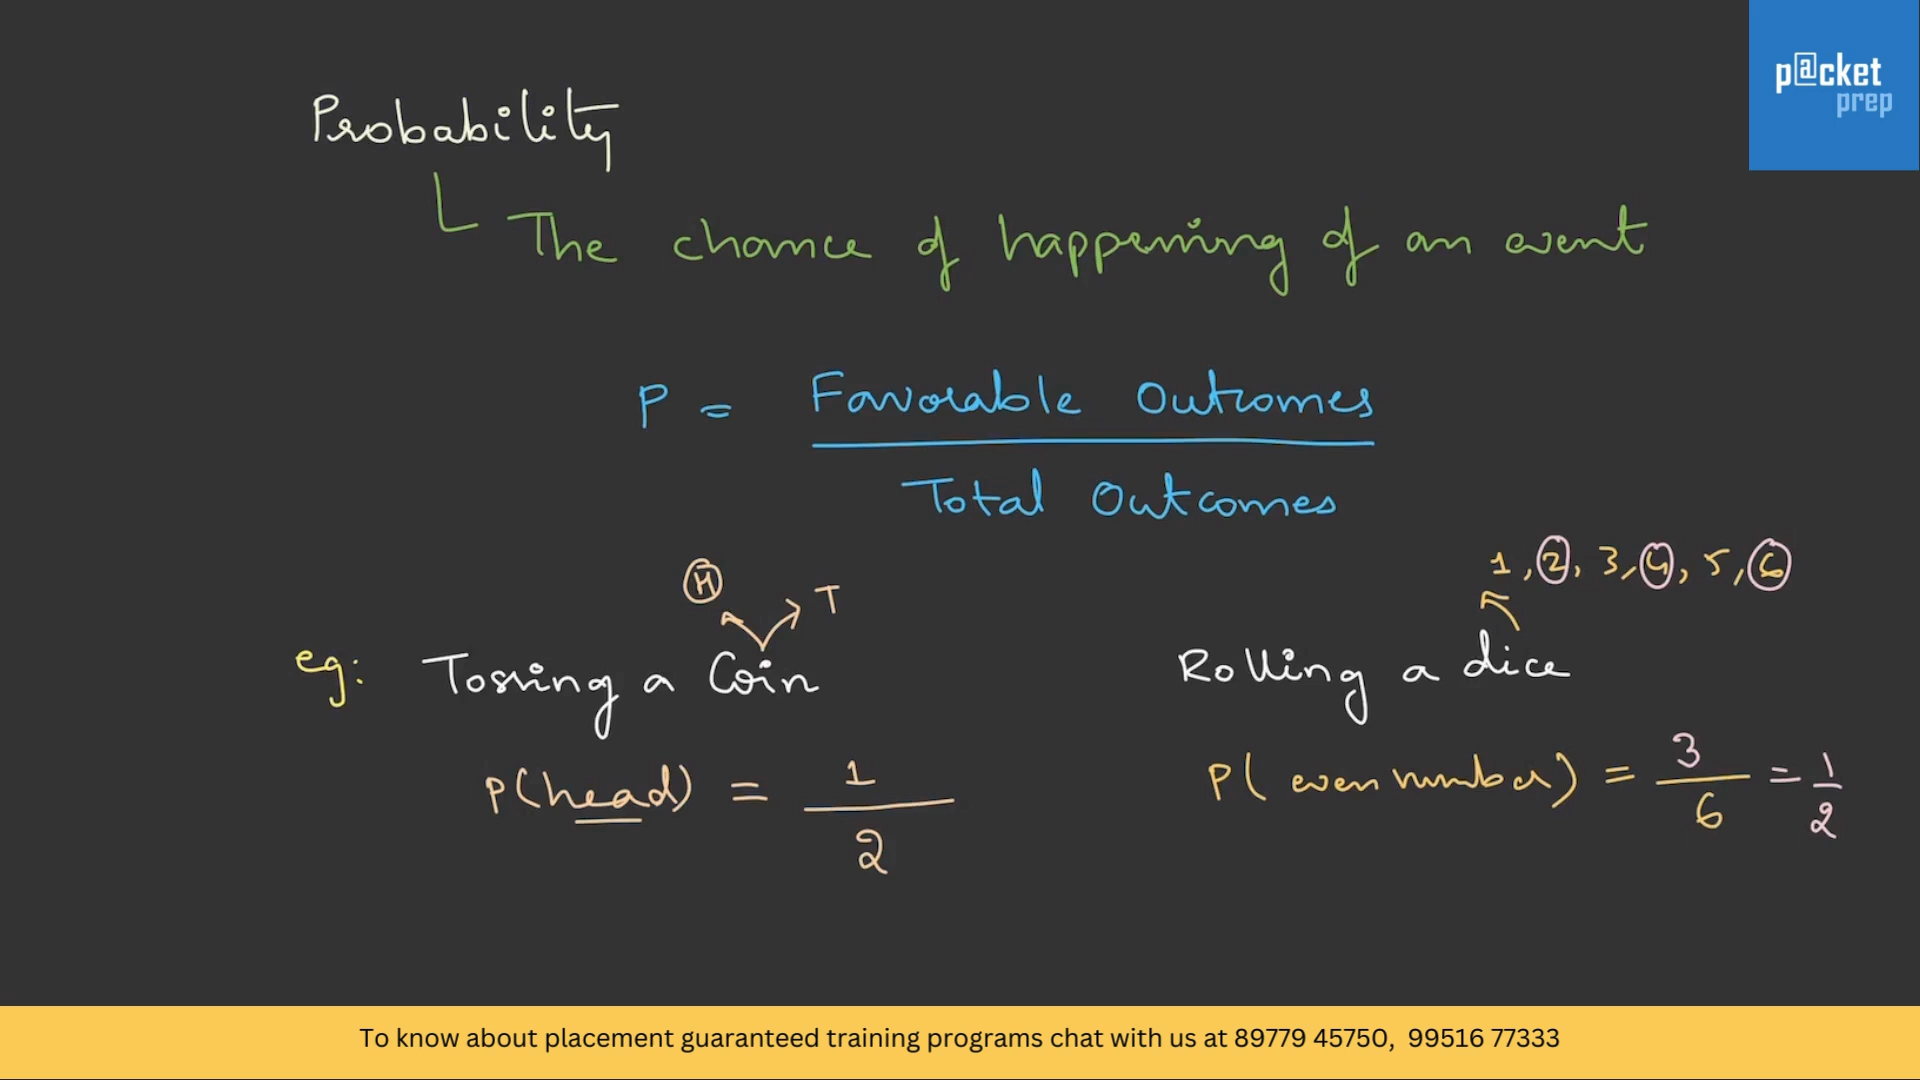 p@cket
prep
Probability
The chance of happening of an event
P = Favorable Outcomes
Total Outcomes
H T
1, 2, 3, 4, 5, 6
eg: Tossing a Coin
Rolling a dice
P(head) = 1/2
P(even number) = 3/6 = 1/2
To know about placement guaranteed training programs chat with us at 89779 45750, 99516 77333